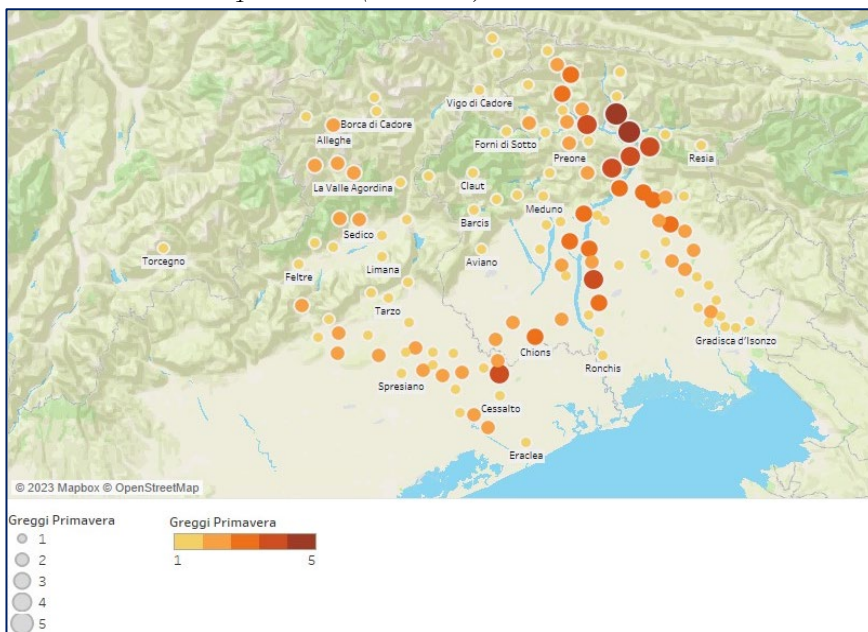 Vigo di Cadore
Borca di Cadore
Alleghe
Forni di Sotto
Preone
Resia
La Valle Agordina
Claut
Meduno
Barcis
Sedico
Torcegno
Limana
Aviano
Feltre
Tarzo
Gradisca d'Isonzo
Chions
Ronchis
Spresiano
Cessalto
Eraclea
© 2023 Mapbox © OpenStreetMap
Greggi Primavera
1
2
3
4
5
Greggi Primavera
1 5